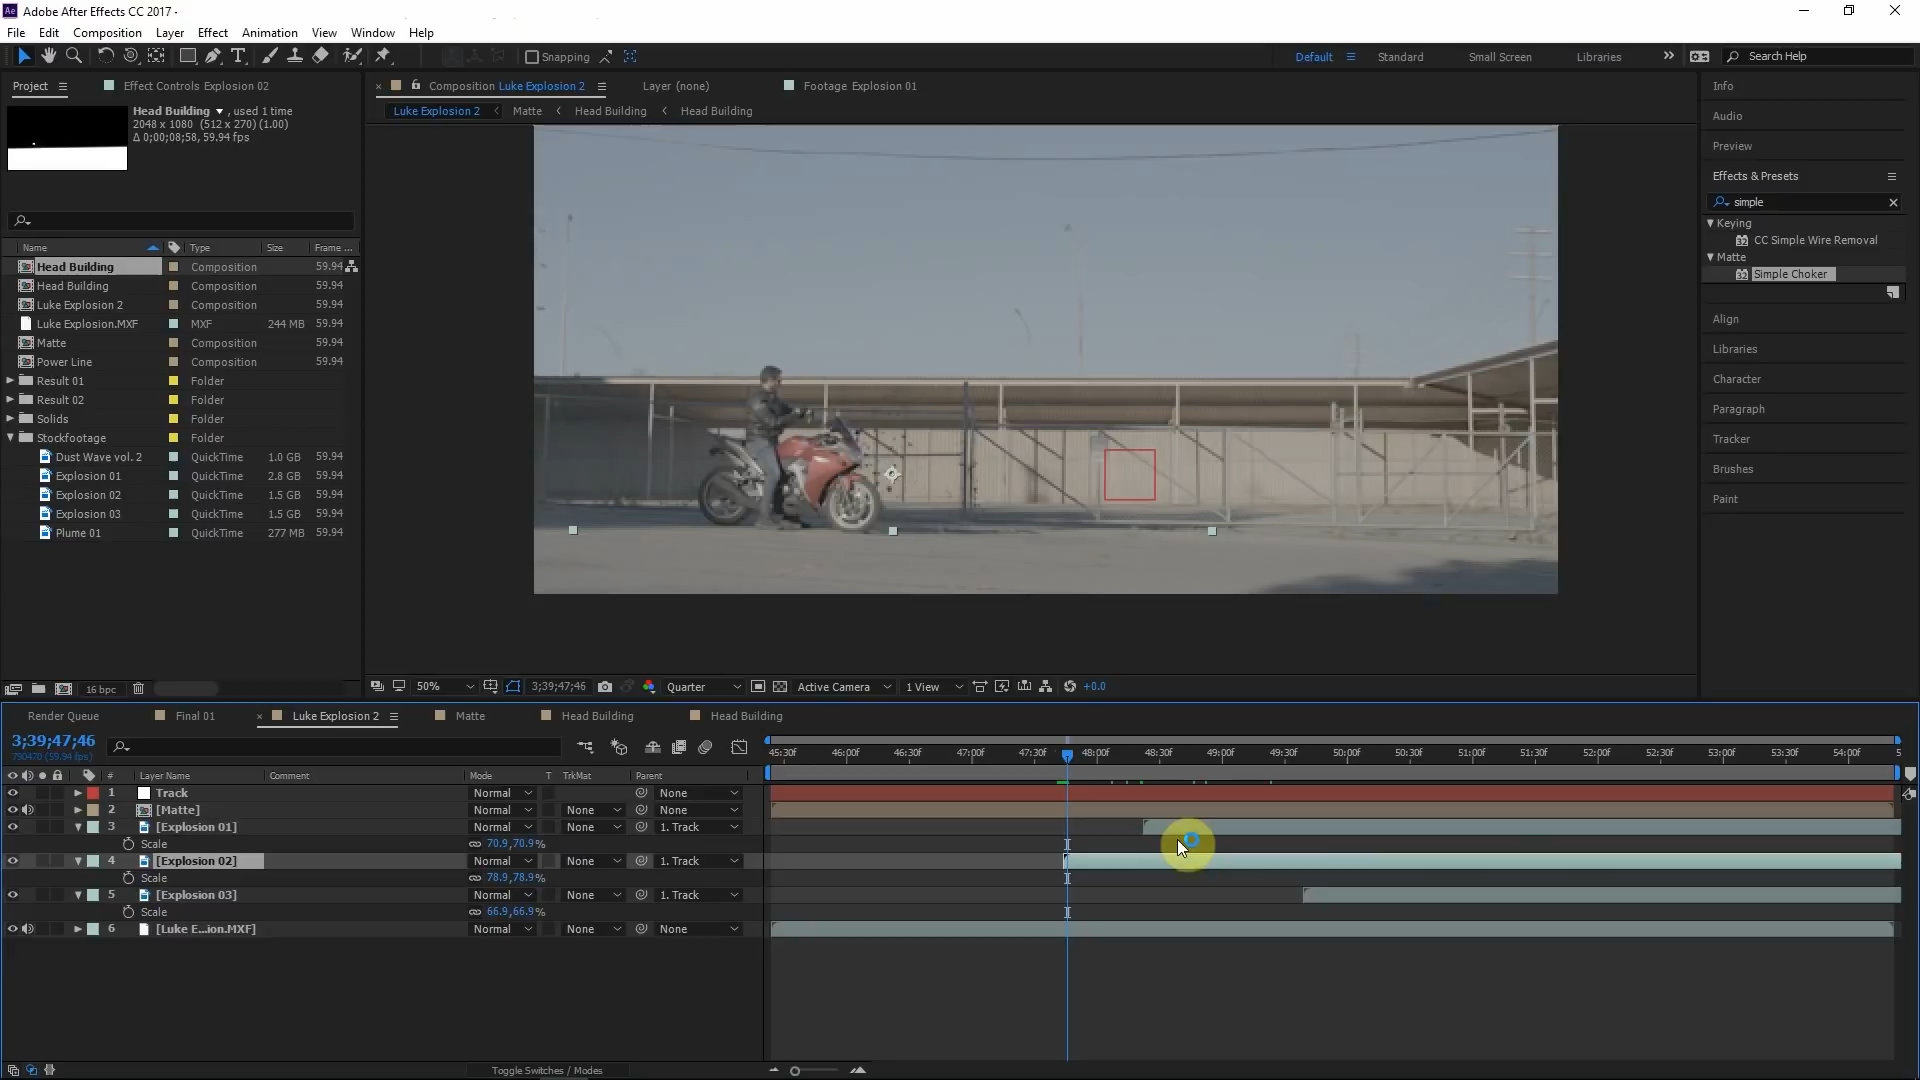 Adobe After Effects CC 2017 -
File Edit Composition Layer Effect Animation View Window Help
Snapping
Default Standard Small Screen Libraries Search Help
Project Effect Controls Explosion 02
Composition Luke Explosion 2 Layer (none) Footage Explosion 01
Luke Explosion 2 Matte Head Building Head Building
Head Building , used 1 time
2048 x 1080 (512 x 270) (1.00)
Δ 0;00;08;58, 59.94 fps
Name Type Size Frame ...
Head Building Composition 59.94
Head Building Composition 59.94
Luke Explosion 2 Composition 59.94
Luke Explosion.MXF MXF 244 MB 59.94
Matte Composition 59.94
Power Line Composition 59.94
Result 01 Folder
Result 02 Folder
Solids Folder
Stockfootage Folder
Dust Wave vol. 2 QuickTime 1.0 GB 59.94
Explosion 01 QuickTime 2.8 GB 59.94
Explosion 02 QuickTime 1.5 GB 59.94
Explosion 03 QuickTime 1.5 GB 59.94
Plume 01 QuickTime 277 MB 59.94
16 bpc
Info
Audio
Preview
Effects & Presets
simple
Keying
32 CC Simple Wire Removal
Matte
32 Simple Choker
Align
Libraries
Character
Paragraph
Tracker
Brushes
Paint
50% 3;39;47;46 Quarter Active Camera 1 View +0.0
Render Queue Final 01 Luke Explosion 2 Matte Head Building Head Building
3;39;47;46
790470 (59.94 fps)
45:30f 46:00f 46:30f 47:00f 47:30f 48:00f 48:30f 49:00f 49:30f 50:00f 50:30f 51:00f 51:30f 52:00f 52:30f 53:00f 53:30f 54:00f 5
# Layer Name Comment Mode T TrkMat Parent
1 Track Normal None
2 [Matte] Normal None None
3 [Explosion 01] Normal None 1. Track
Scale 70.9,70.9%
4 [Explosion 02] Normal None 1. Track
Scale 78.9,78.9%
5 [Explosion 03] Normal None 1. Track
Scale 66.9,66.9%
6 [Luke E...ion.MXF] Normal None None
Toggle Switches / Modes